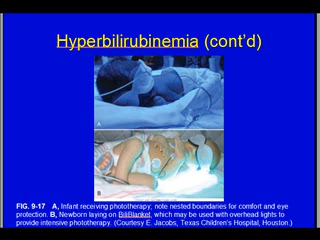 Hyperbilirubinemia (cont'd)
A
B
FIG. 9-17 A, Infant receiving phototherapy; note nested boundaries for comfort and eye
protection. B, Newborn laying on BiliBlanket, which may be used with overhead lights to
provide intensive phototherapy. (Courtesy E. Jacobs, Texas Children's Hospital, Houston.)